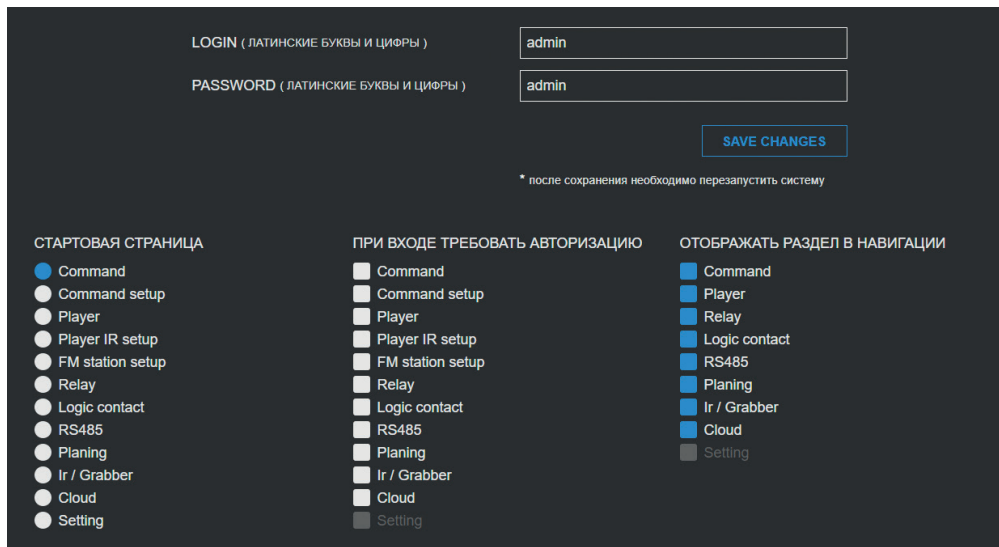 LOGIN ( ЛАТИНСКИЕ БУКВЫ И ЦИФРЫ ) admin
PASSWORD ( ЛАТИНСКИЕ БУКВЫ И ЦИФРЫ ) admin
SAVE CHANGES
* после сохранения необходимо перезапустить систему
СТАРТОВАЯ СТРАНИЦА
Command
Command setup
Player
Player IR setup
FM station setup
Relay
Logic contact
RS485
Planing
Ir / Grabber
Cloud
Setting
ПРИ ВХОДЕ ТРЕБОВАТЬ АВТОРИЗАЦИЮ
Command
Command setup
Player
Player IR setup
FM station setup
Relay
Logic contact
RS485
Planing
Ir / Grabber
Cloud
Setting
ОТОБРАЖАТЬ РАЗДЕЛ В НАВИГАЦИИ
Command
Player
Relay
Logic contact
RS485
Planing
Ir / Grabber
Cloud
Setting